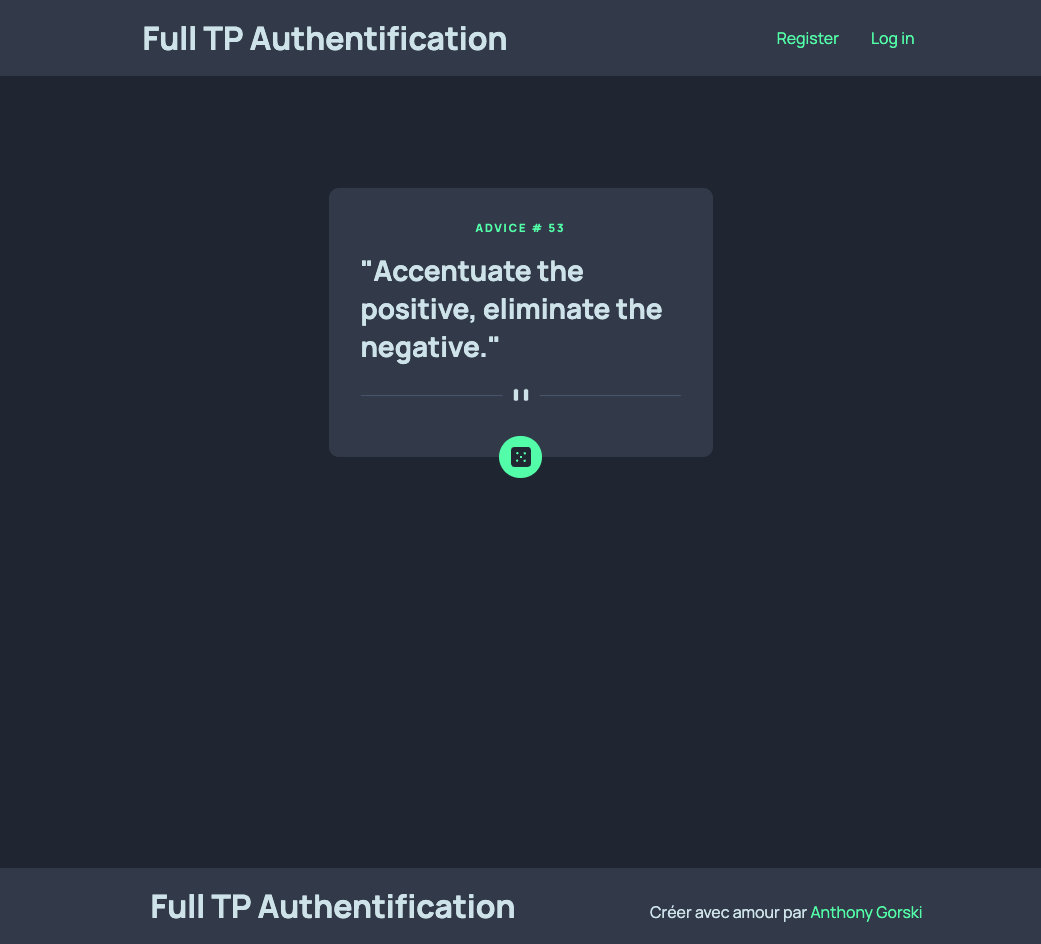 Full TP Authentification
Register
Log in
ADVICE # 53
"Accentuate the
positive, eliminate the
negative."
Full TP Authentification
Créer avec amour par Anthony Gorski